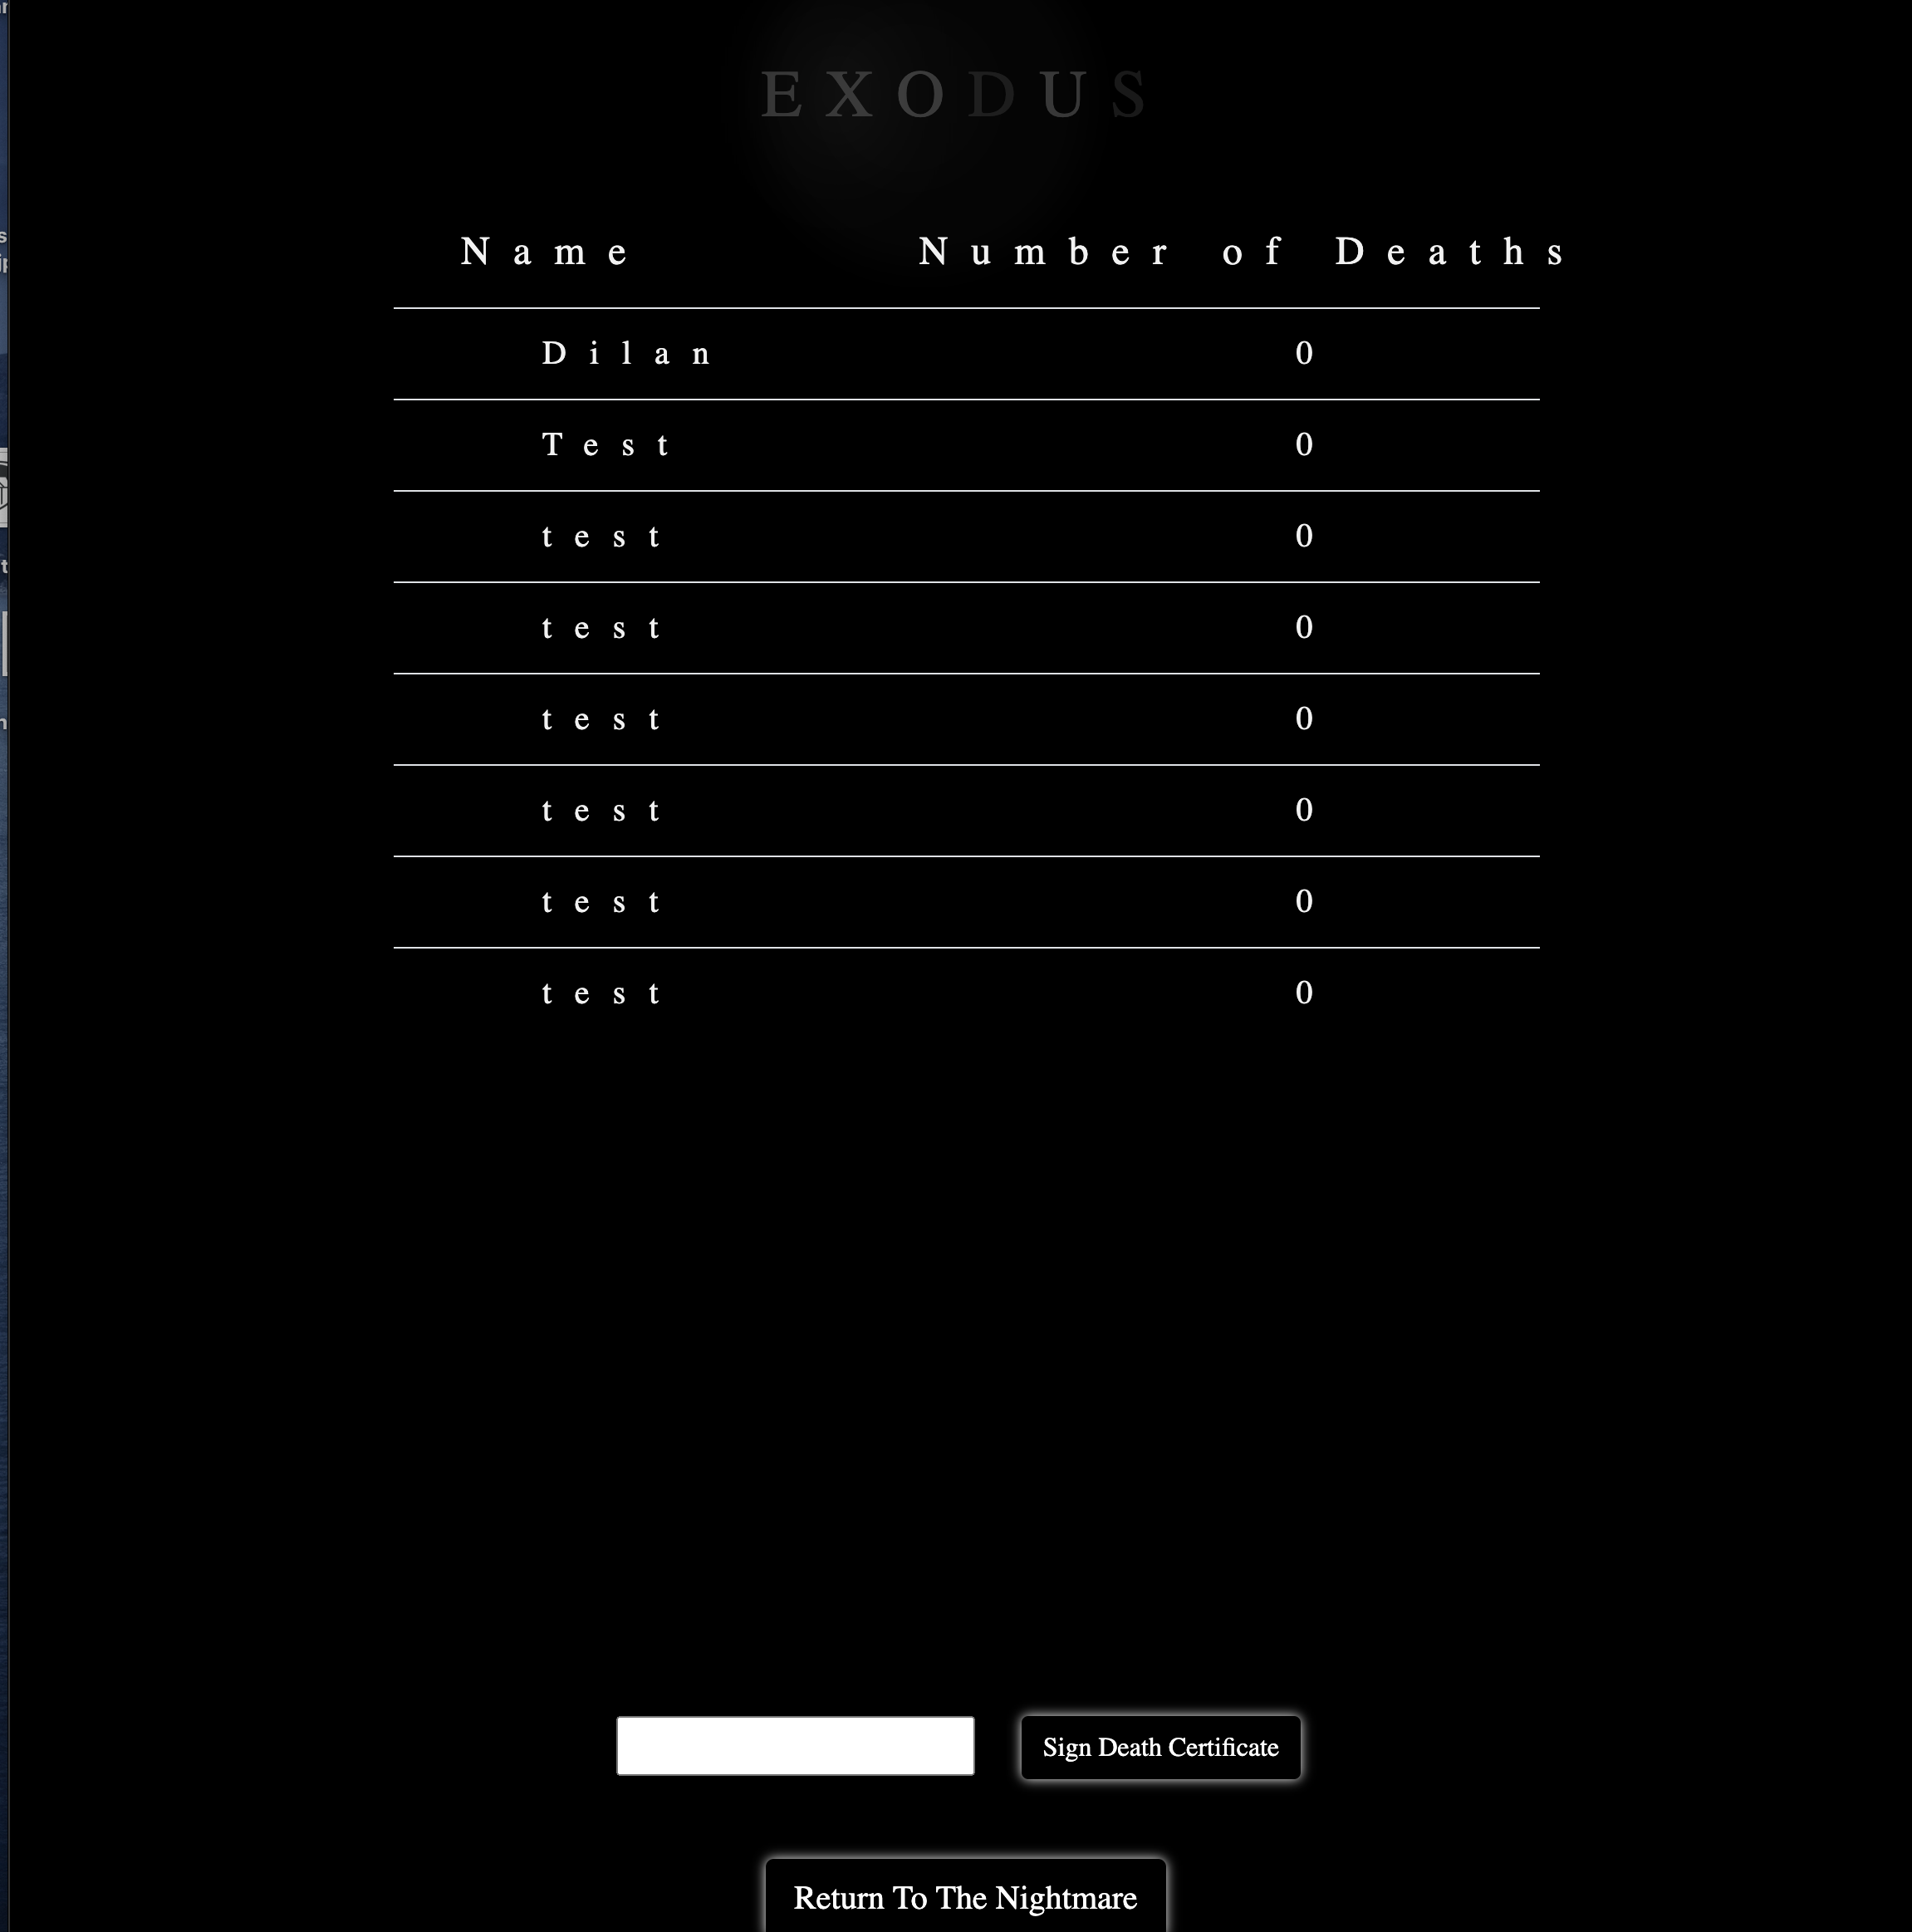 EXODUS
Name Number of Deaths
Dilan 0
Test 0
test 0
test 0
test 0
test 0
test 0
test 0
Sign Death Certificate
Return To The Nightmare